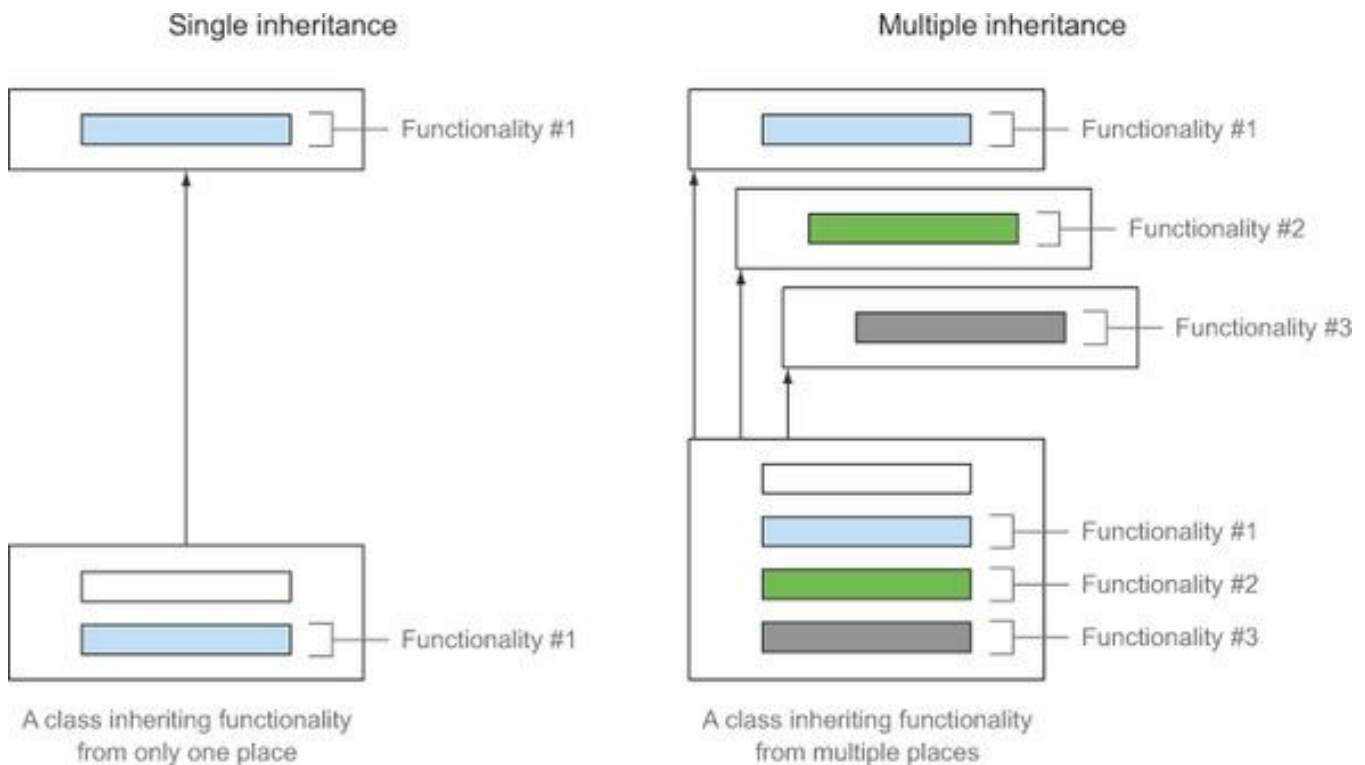 Single inheritance
Functionality #1
Functionality #1
A class inheriting functionality
from only one place
Multiple inheritance
Functionality #1
Functionality #2
Functionality #3
Functionality #1
Functionality #2
Functionality #3
A class inheriting functionality
from multiple places